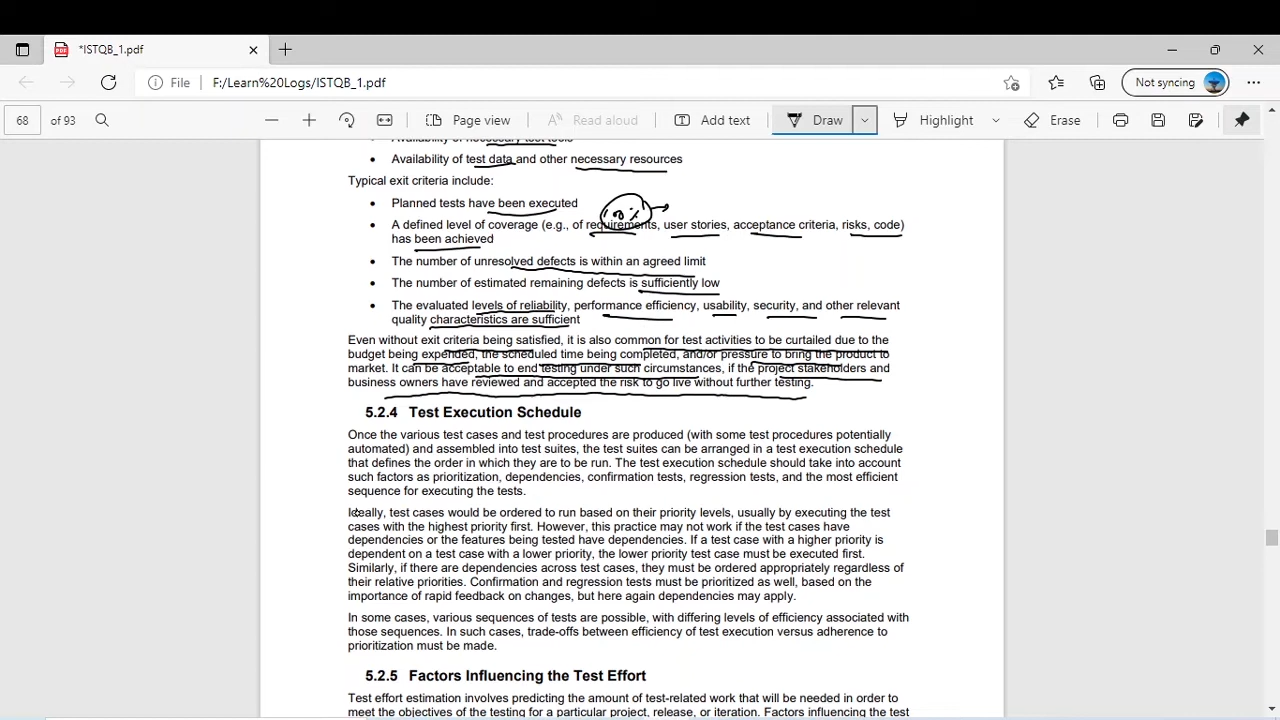 *ISTQB_1.pdf
File F:/Learn%20Logs/ISTQB_1.pdf Not syncing
68 of 93 Page view Read aloud Add text Draw Highlight Erase
• Availability of necessary test tools
• Availability of test data and other necessary resources
Typical exit criteria include:
• Planned tests have been executed
• A defined level of coverage (e.g., of requirements, user stories, acceptance criteria, risks, code)
has been achieved
• The number of unresolved defects is within an agreed limit
• The number of estimated remaining defects is sufficiently low
• The evaluated levels of reliability, performance efficiency, usability, security, and other relevant
quality characteristics are sufficient
Even without exit criteria being satisfied, it is also common for test activities to be curtailed due to the
budget being expended, the scheduled time being completed, and/or pressure to bring the product to
market. It can be acceptable to end testing under such circumstances, if the project stakeholders and
business owners have reviewed and accepted the risk to go live without further testing.
5.2.4 Test Execution Schedule
Once the various test cases and test procedures are produced (with some test procedures potentially
automated) and assembled into test suites, the test suites can be arranged in a test execution schedule
that defines the order in which they are to be run. The test execution schedule should take into account
such factors as prioritization, dependencies, confirmation tests, regression tests, and the most efficient
sequence for executing the tests.
Ideally, test cases would be ordered to run based on their priority levels, usually by executing the test
cases with the highest priority first. However, this practice may not work if the test cases have
dependencies or the features being tested have dependencies. If a test case with a higher priority is
dependent on a test case with a lower priority, the lower priority test case must be executed first.
Similarly, if there are dependencies across test cases, they must be ordered appropriately regardless of
their relative priorities. Confirmation and regression tests must be prioritized as well, based on the
importance of rapid feedback on changes, but here again dependencies may apply.
In some cases, various sequences of tests are possible, with differing levels of efficiency associated with
those sequences. In such cases, trade-offs between efficiency of test execution versus adherence to
prioritization must be made.
5.2.5 Factors Influencing the Test Effort
Test effort estimation involves predicting the amount of test-related work that will be needed in order to
meet the objectives of the testing for a particular project, release, or iteration. Factors influencing the test